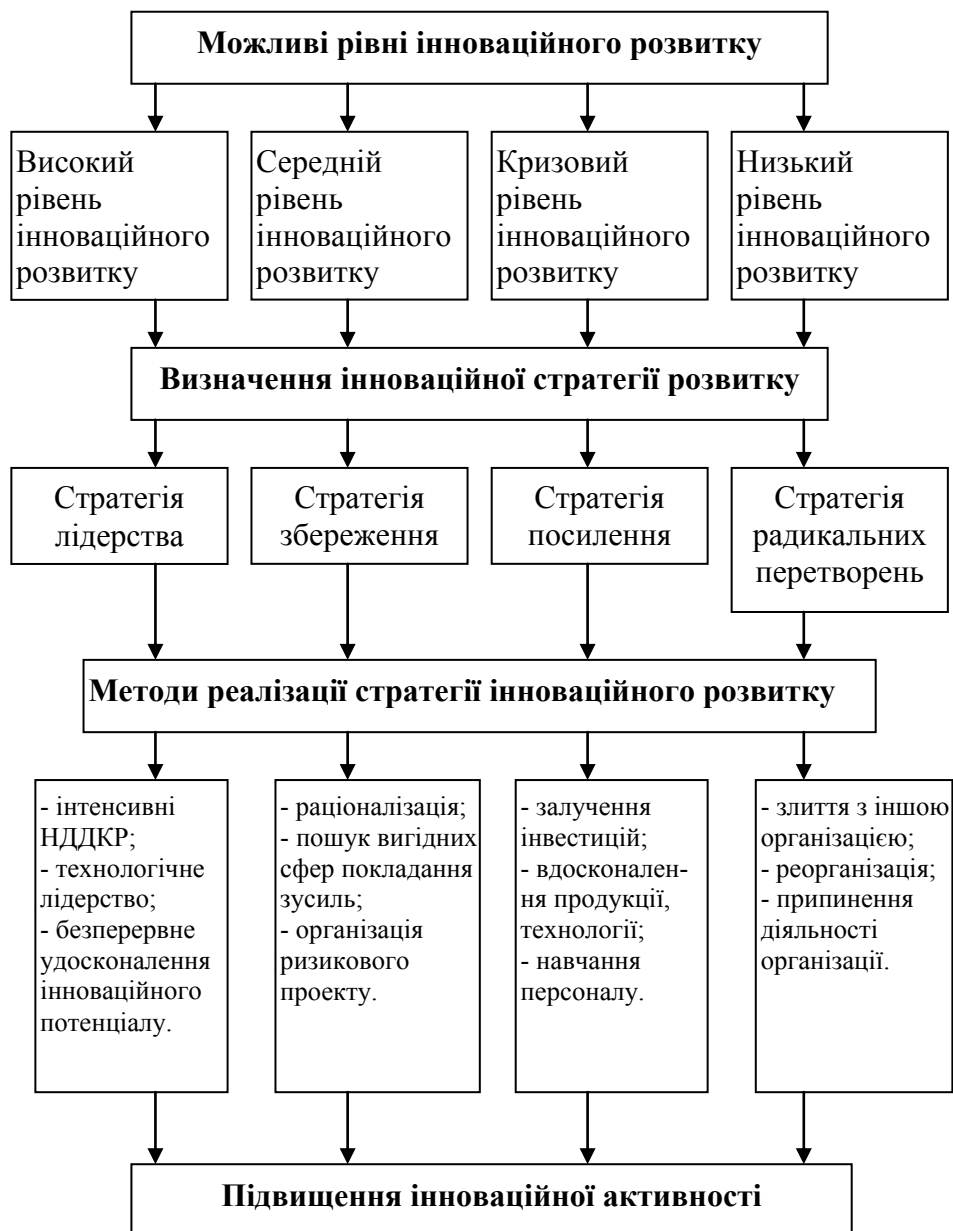 Можливі рівні інноваційного розвитку
Високий
рівень
інноваційного
розвитку
Середній
рівень
інноваційного
розвитку
Кризовий
рівень
інноваційного
розвитку
Низький
рівень
інноваційного
розвитку
Визначення інноваційної стратегії розвитку
Стратегія
лідерства
Стратегія
збереження
Стратегія
посилення
Стратегія
радикальних
перетворень
Методи реалізації стратегії інноваційного розвитку
- інтенсивні
НДДКР;
- технологічне
лідерство;
- безперервне
удосконалення
інноваційного
потенціалу.
- раціоналізація;
- пошук вигідних
сфер покладання
зусиль;
- організація
ризикового
проекту.
- залучення
інвестицій;
- вдосконален-
ня продукції,
технології;
- навчання
персоналу.
- злиття з іншою
організацією;
- реорганізація;
- припинення
діяльності
організації.
Підвищення інноваційної активності